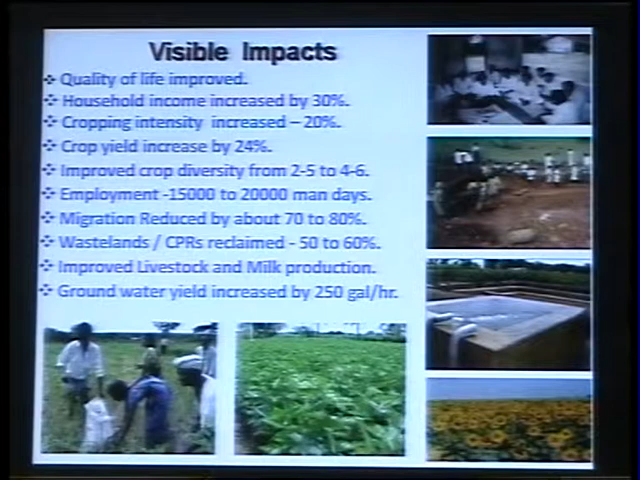 Visible Impacts
❖ Quality of life improved.
❖ Household income increased by 30%.
❖ Cropping intensity increased – 20%.
❖ Crop yield increase by 24%.
❖ Improved crop diversity from 2-5 to 4-6.
❖ Employment -15000 to 20000 man days.
❖ Migration Reduced by about 70 to 80%.
❖ Wastelands / CPRs reclaimed - 50 to 60%.
❖ Improved Livestock and Milk production.
❖ Ground water yield increased by 250 gal/hr.